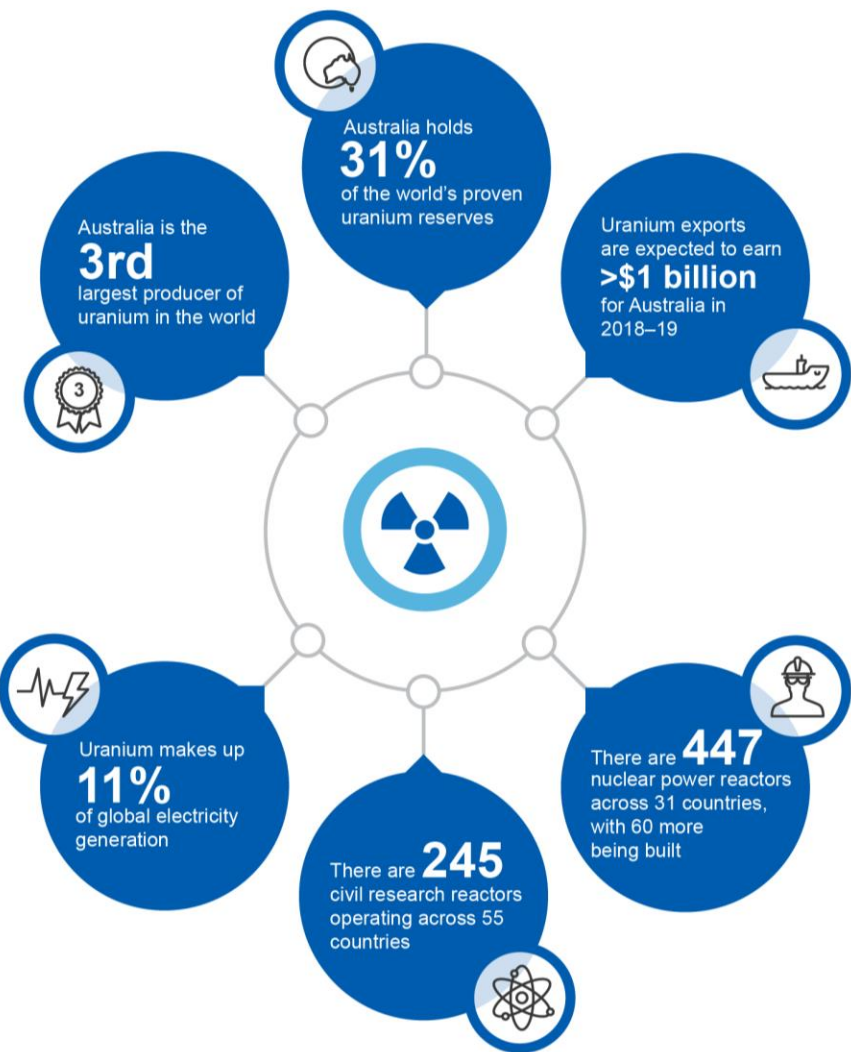 Australia holds
31%
of the world's proven
uranium reserves
Australia is the
3rd
largest producer of
uranium in the world
3
Uranium exports
are expected to earn
>$1 billion
for Australia in
2018–19
Uranium makes up
11%
of global electricity
generation
There are 245
civil research reactors
operating across 55
countries
There are 447
nuclear power reactors
across 31 countries,
with 60 more
being built